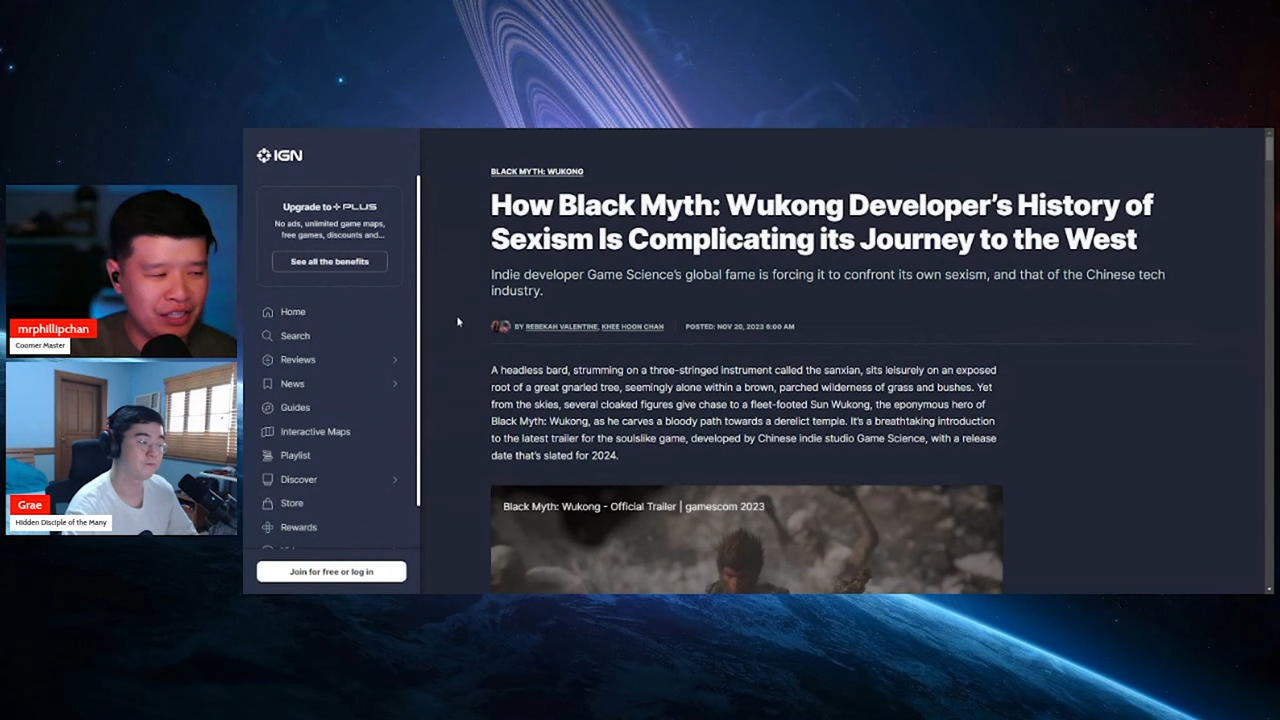 IGN
Upgrade to PLUS
No ads, unlimited game maps,
free games, discounts and...
See all the benefits
Home
Search
Reviews
News
Guides
Interactive Maps
Playlist
Discover
Store
Rewards
Join for free or log in
BLACK MYTH: WUKONG
How Black Myth: Wukong Developer's History of
Sexism Is Complicating its Journey to the West
Indie developer Game Science's global fame is forcing it to confront its own sexism, and that of the Chinese tech
industry.
BY REBEKAH VALENTINE, KHEE HOON CHAN POSTED: NOV 20, 2023 6:00 AM
A headless bard, strumming on a three-stringed instrument called the sanxian, sits leisurely on an exposed
root of a great gnarled tree, seemingly alone within a brown, parched wilderness of grass and bushes. Yet
from the skies, several cloaked figures give chase to a fleet-footed Sun Wukong, the eponymous hero of
Black Myth: Wukong, as he carves a bloody path towards a derelict temple. It's a breathtaking introduction
to the latest trailer for the soulslike game, developed by Chinese indie studio Game Science, with a release
date that's slated for 2024.
Black Myth: Wukong - Official Trailer | gamescom 2023
mrphillipchan
Coomer Master
Grae
Hidden Disciple of the Many